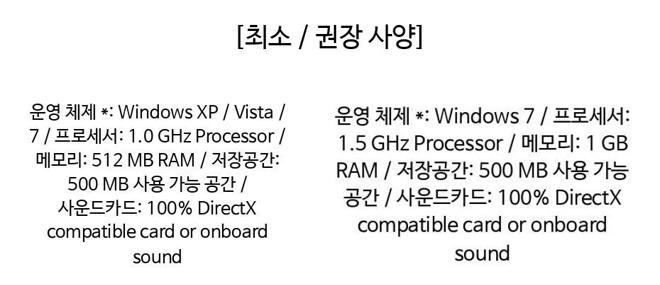 [최소 / 권장 사양]
운영 체제 *: Windows XP / Vista /
7 / 프로세서: 1.0 GHz Processor /
메모리: 512 MB RAM / 저장공간:
500 MB 사용 가능 공간 /
사운드카드: 100% DirectX
compatible card or onboard
sound
운영 체제 *: Windows 7 / 프로세서:
1.5 GHz Processor / 메모리: 1 GB
RAM / 저장공간: 500 MB 사용 가능
공간 / 사운드카드: 100% DirectX
compatible card or onboard
sound